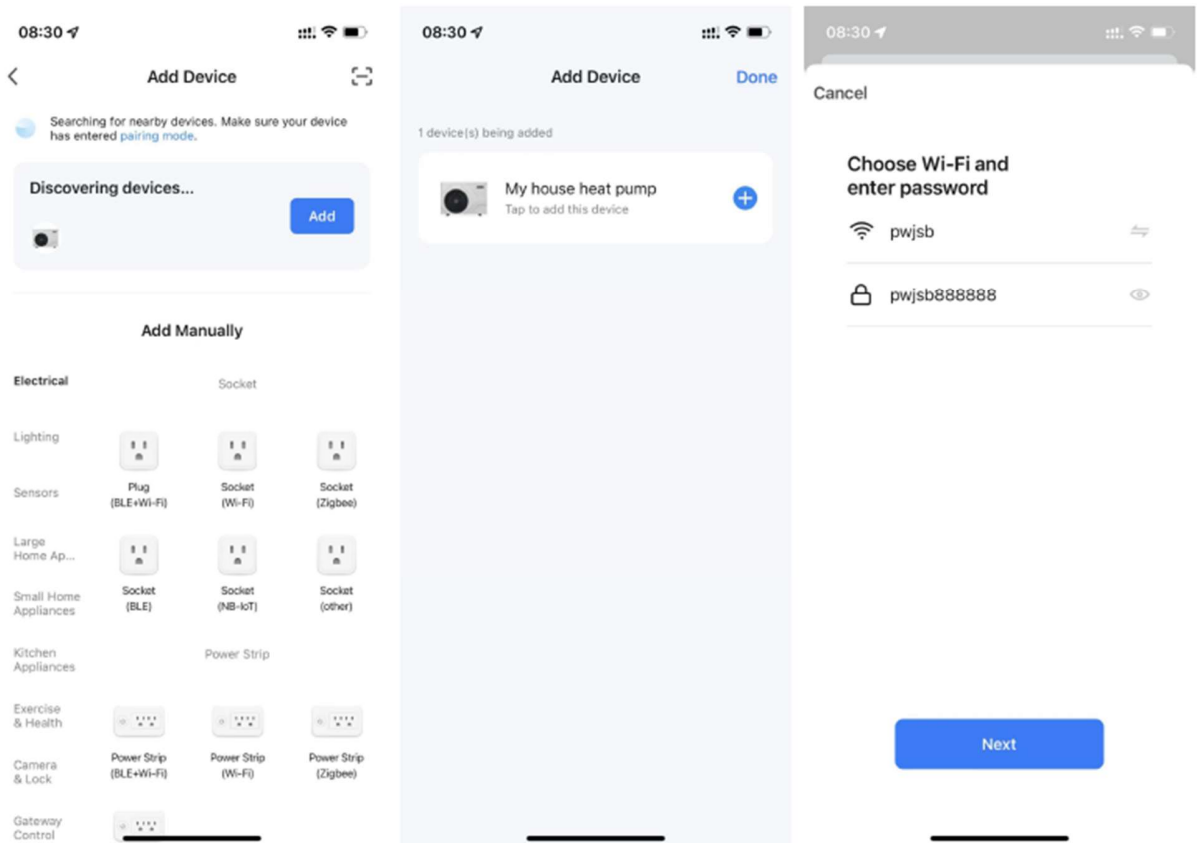 08:30
Add Device
Searching for nearby devices. Make sure your device
has entered pairing mode.
Discovering devices...
Add
Add Manually
Electrical
Socket
Lighting
Plug
(BLE+Wi-Fi)
Socket
(Wi-Fi)
Socket
(Zigbee)
Sensors
Large
Home Ap...
Socket
(BLE)
Socket
(NB-IoT)
Socket
(other)
Small Home
Appliances
Kitchen
Appliances
Power Strip
Exercise
& Health
Power Strip
(BLE+Wi-Fi)
Power Strip
(Wi-Fi)
Power Strip
(Zigbee)
Camera
& Lock
Gateway
Control
08:30
Add Device
Done
1 device(s) being added
My house heat pump
Tap to add this device
08:30
Cancel
Choose Wi-Fi and
enter password
pwjsb
pwjsb888888
Next